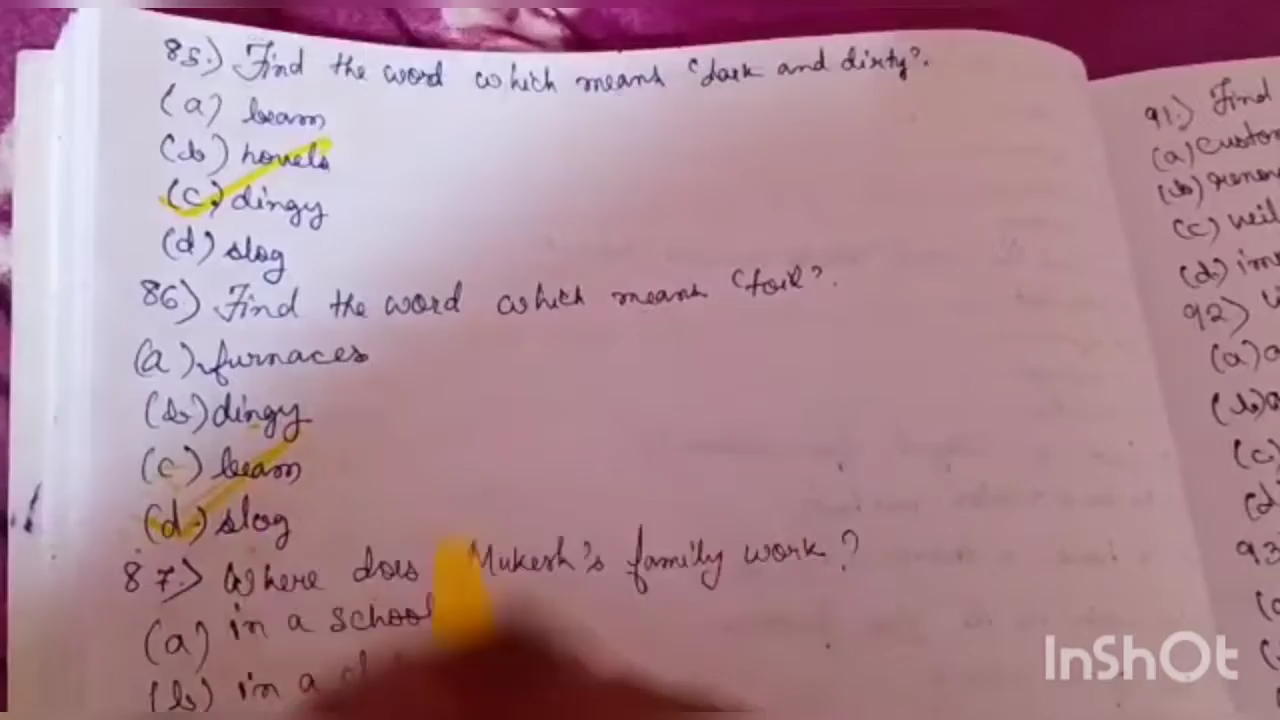 85.) Find the word which means 'dark and dirty'.
(a) beam
(b) hovels
(c) dingy
(d) slog
86.) Find the word which means 'toil'.
(a) furnaces
(b) dingy
(c) beam
(d) slog
87.) Where does Mukesh's family work?
(a) in a school
(b) in a
91.) Find
(a)
(b)
(c)
(d)
92.)
(a)
(b)
(c)
(d)
93
InShOt